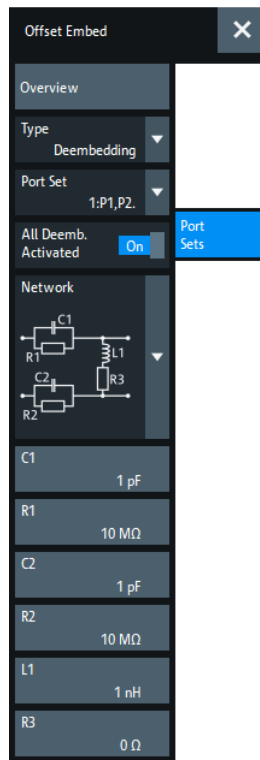 Offset Embed
Overview
Type
Deembedding
Port Set
1:P1,P2.
All Deemb.
Activated
On
Port
Sets
Network
C1
R1
L1
C2
R3
R2
C1
1 pF
R1
10 MΩ
C2
1 pF
R2
10 MΩ
L1
1 nH
R3
0 Ω